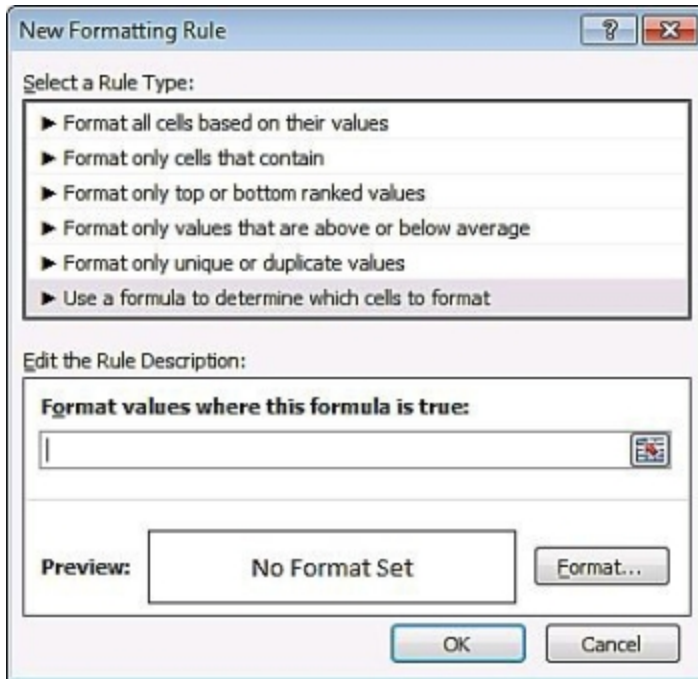 New Formatting Rule
?
Select a Rule Type:
► Format all cells based on their values
► Format only cells that contain
► Format only top or bottom ranked values
► Format only values that are above or below average
► Format only unique or duplicate values
► Use a formula to determine which cells to format
Edit the Rule Description:
Format values where this formula is true:
Preview:
No Format Set
Format...
OK
Cancel